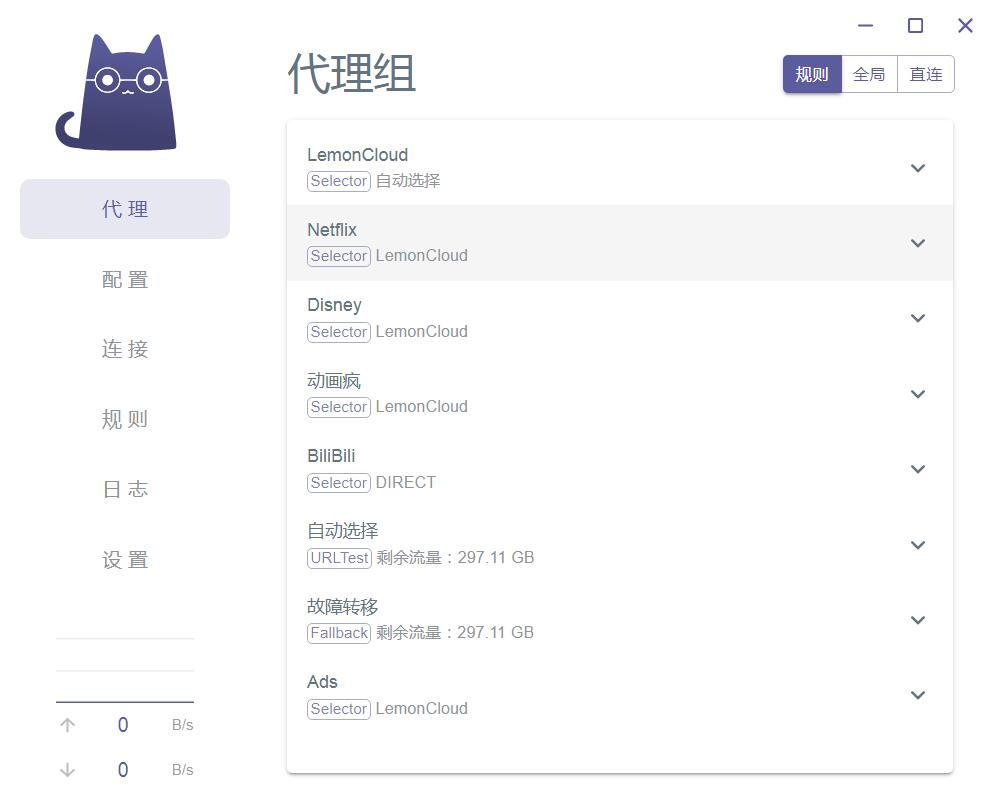 代理组
规则 全局 直连
代理
配置
连接
规则
日志
设置
0 B/s
0 B/s
LemonCloud
Selector 自动选择
Netflix
Selector LemonCloud
Disney
Selector LemonCloud
动画疯
Selector LemonCloud
BiliBili
Selector DIRECT
自动选择
URLTest 剩余流量：297.11 GB
故障转移
Fallback 剩余流量：297.11 GB
Ads
Selector LemonCloud